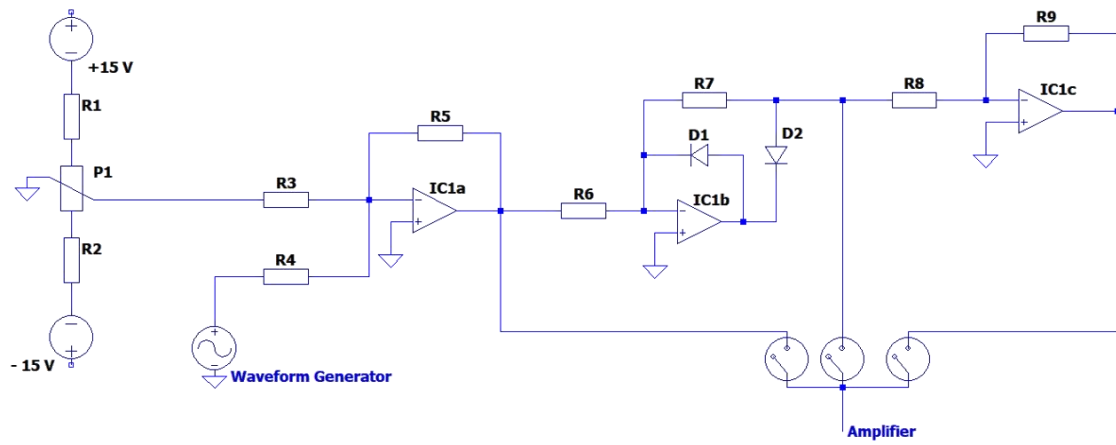 +15 V
R1
P1
R2
- 15 V
R3
R4
Waveform Generator
R5
IC1a
R6
R7
D1
IC1b
D2
R8
R9
IC1c
Amplifier